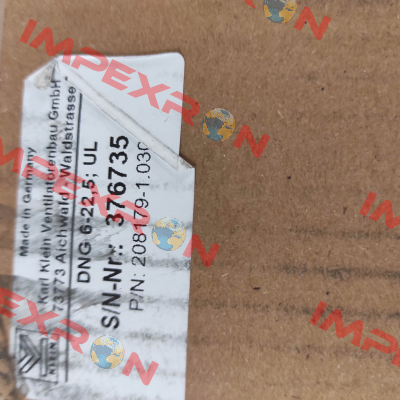 Made in Germany
Karl Klein Ventilatorenbau GmbH
73773 Aichwald / Waldstrasse
DNG 6-22,5; UL
S/N-Nr.: 376735
P/N: 208179-1.030
KLEIN
IMPEXRON
IMPEXRON
IMPEXRON
IMPEXRON